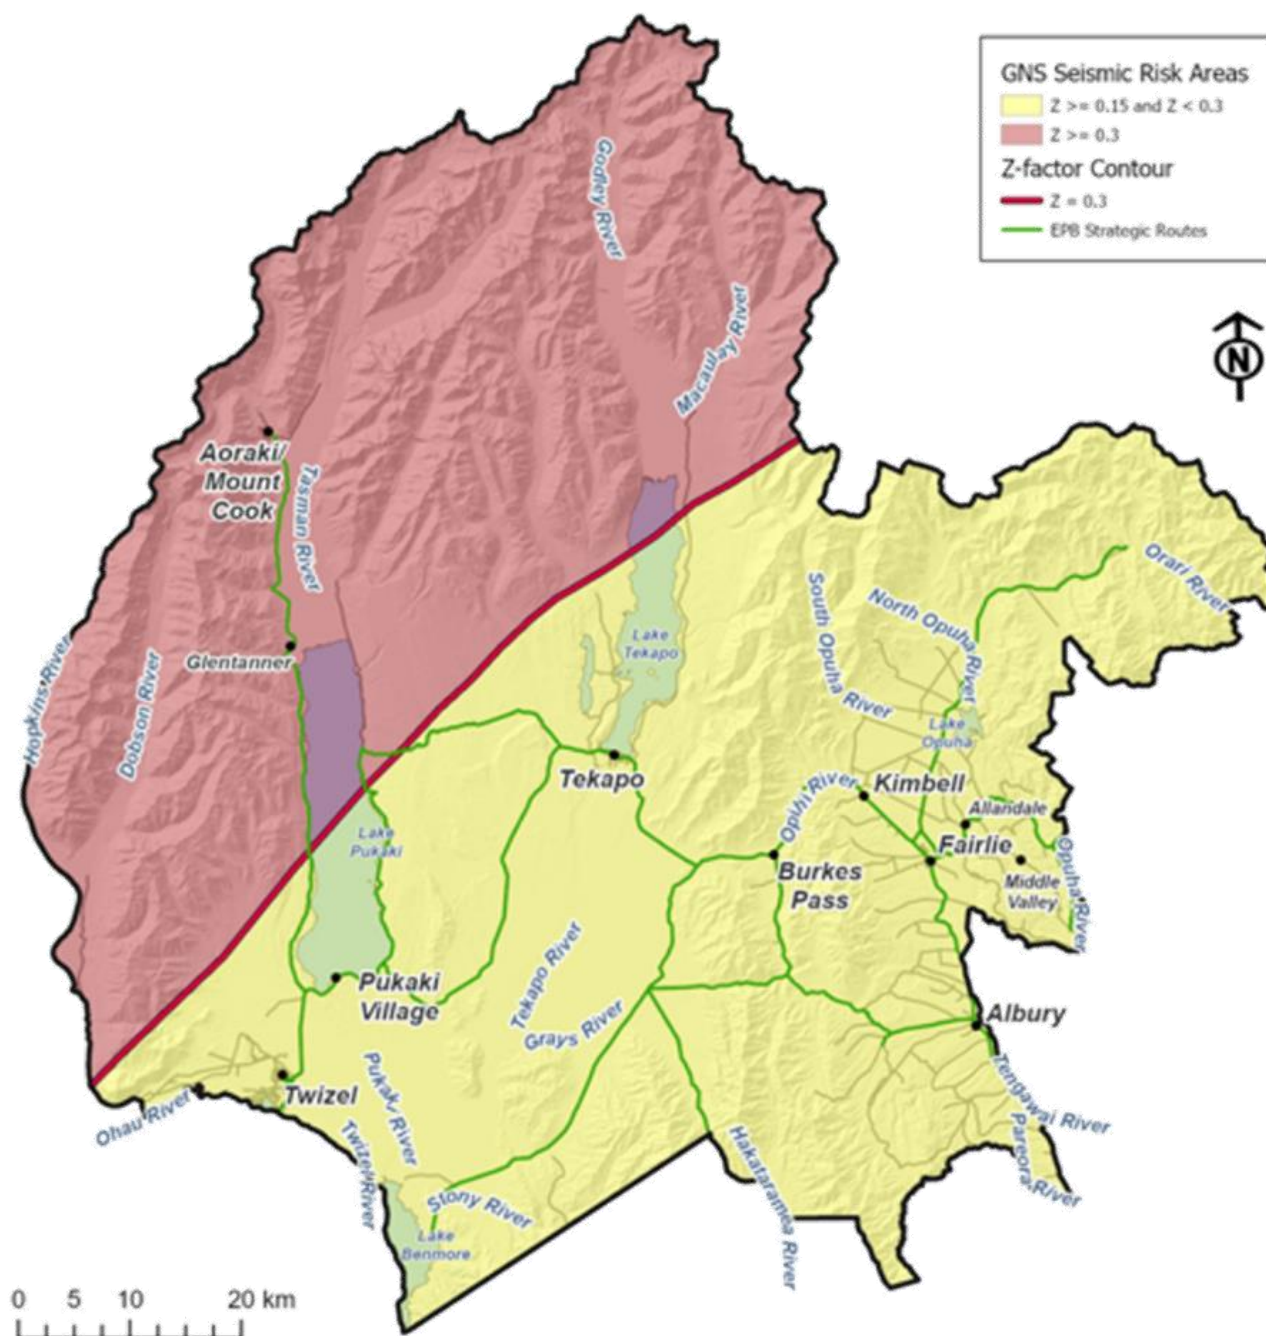 GNS Seismic Risk Areas
Z >= 0.15 and Z < 0.3
Z >= 0.3
Z-factor Contour
Z = 0.3
EPB Strategic Routes
N
Godley River
Macauley River
Aoraki/
Mount
Cook
Tasman River
Orari River
North Opuha River
South Opuha River
Lake
Tekapo
Hopkins River
Dobson River
Glentanner
Lake
Opuha
Tekapo
Opihi River
Kimbell
Allandale
Lake
Pukaki
Fairlie
Burkes
Pass
Middle
Valley
Opuha River
Tekapo River
Pukaki
Village
Grays River
Albury
Twizel
Pukaki River
Ohau River
Twizel River
Tengawai River
Pareora River
Hakataramea River
Stony River
Lake
Benmore
0 5 10 20 km